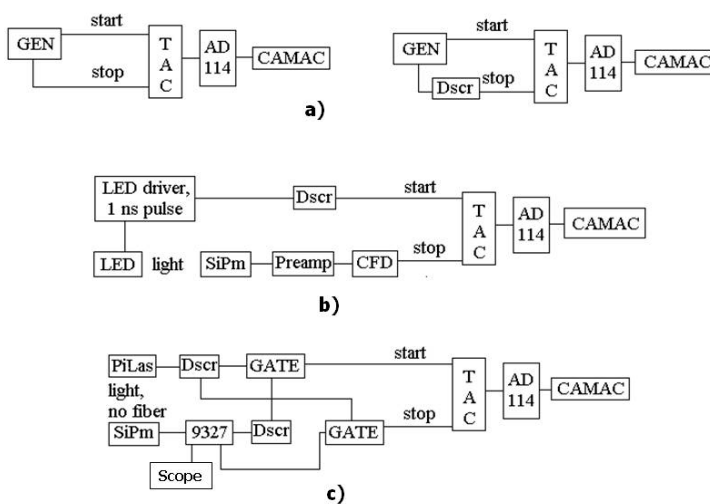 start
GEN
stop
T
A
C
AD
114
CAMAC
start
GEN
Dscr
stop
T
A
C
AD
114
CAMAC
a)
LED driver,
1 ns pulse
Dscr
start
LED
light
SiPm
Preamp
CFD
stop
T
A
C
AD
114
CAMAC
b)
PiLas
Dscr
GATE
start
light,
no fiber
SiPm
9327
Dscr
GATE
stop
T
A
C
AD
114
CAMAC
Scope
c)